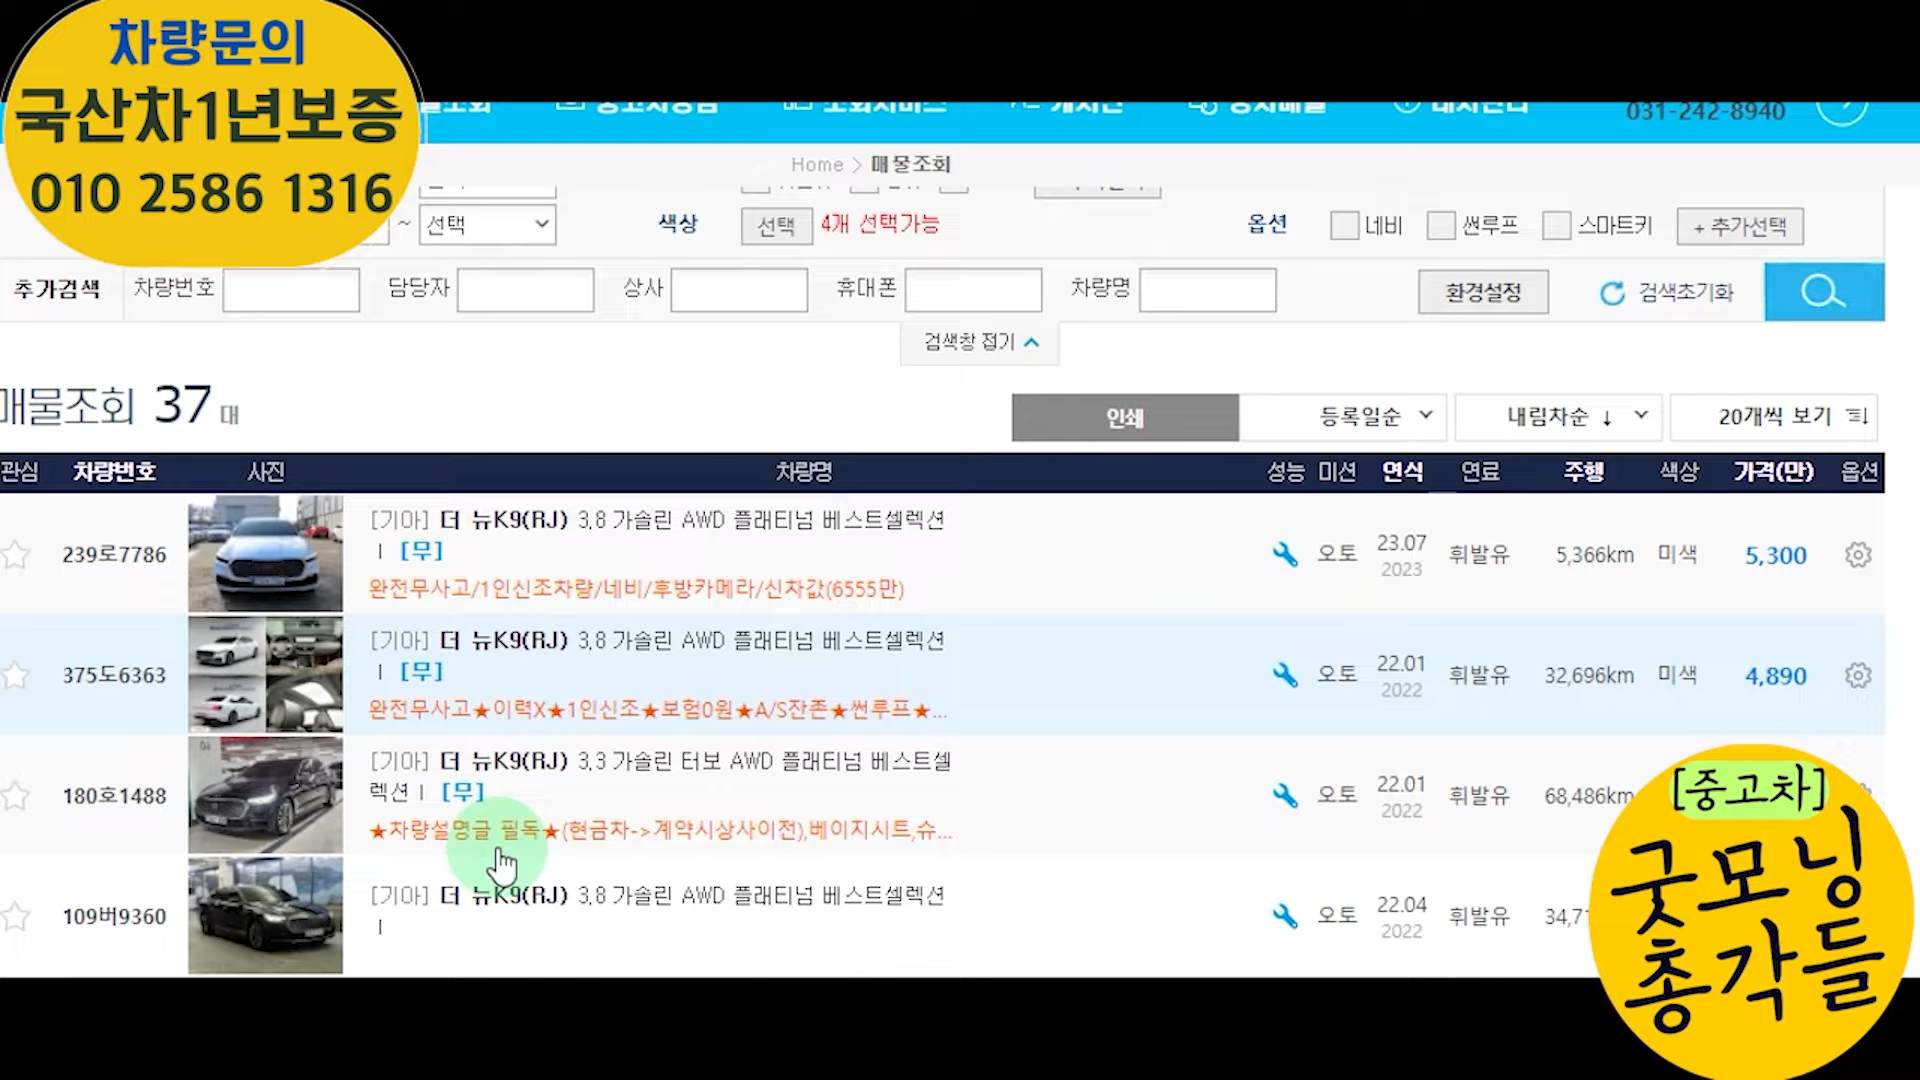 차량문의
국산차1년보증
010 2586 1316
031-242-8940
Home > 매물조회
~ 선택 색상 선택 4개 선택가능 옵션 네비 썬루프 스마트키 + 추가선택
추가검색 차량번호 담당자 상사 휴대폰 차량명 환경설정 검색초기화
검색창 접기
매물조회 37 대
인쇄 등록일순 내림차순 ↓ 20개씩 보기
관심 차량번호 사진 차량명 성능 미션 연식 연료 주행 색상 가격(만) 옵션
[기아] 더 뉴K9(RJ) 3.8 가솔린 AWD 플래티넘 베스트셀렉션
239로7786 Ⅰ [무] 오토 23.07 2023 휘발유 5,366km 미색 5,300
완전무사고/1인신조차량/네비/후방카메라/신차값(6555만)
[기아] 더 뉴K9(RJ) 3.8 가솔린 AWD 플래티넘 베스트셀렉션
375도6363 Ⅰ [무] 오토 22.01 2022 휘발유 32,696km 미색 4,890
완전무사고★이력X★1인신조★보험0원★A/S잔존★썬루프★...
[기아] 더 뉴K9(RJ) 3.3 가솔린 터보 AWD 플래티넘 베스트셀
180호1488 렉션Ⅰ [무] 오토 22.01 2022 휘발유 68,486km
★차량설명글 필독★(현금차->계약시상사이전),베이지시트,슈...
[기아] 더 뉴K9(RJ) 3.8 가솔린 AWD 플래티넘 베스트셀렉션
109버9360 Ⅰ 오토 22.04 2022 휘발유
[중고차]
굿모닝
총각들